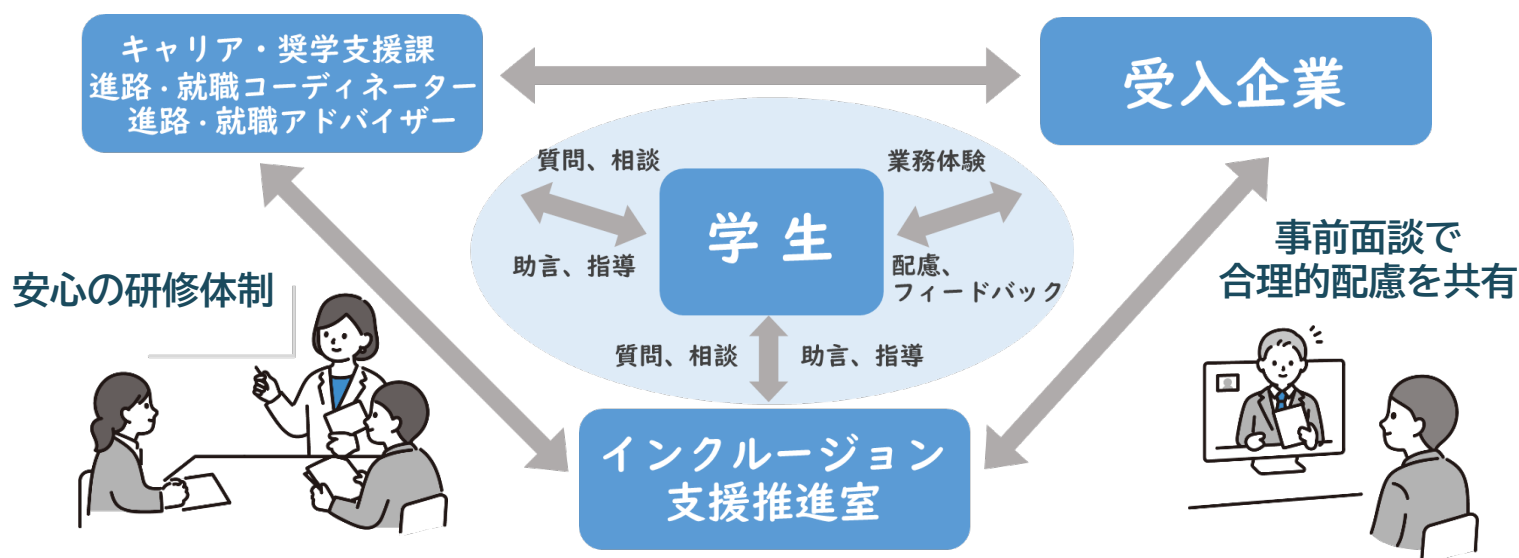 キャリア・奨学支援課
進路・就職コーディネーター
進路・就職アドバイザー
受入企業
質問、相談
業務体験
学生
助言、指導
配慮、
フィードバック
質問、相談
助言、指導
安心の研修体制
事前面談で
合理的配慮を共有
インクルージョン
支援推進室